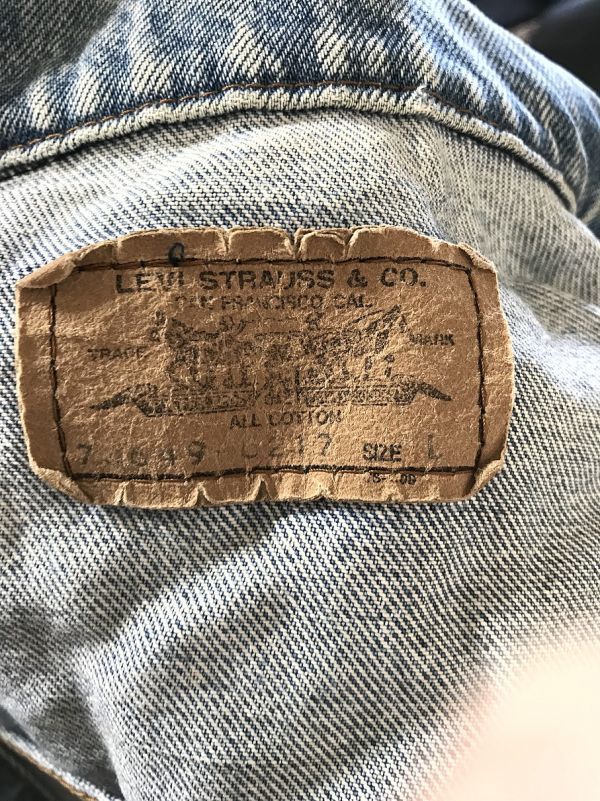 LEVI STRAUSS & CO.
SAN FRANCISCO CAL.
TRADE MARK
ALL COTTON
SIZE L